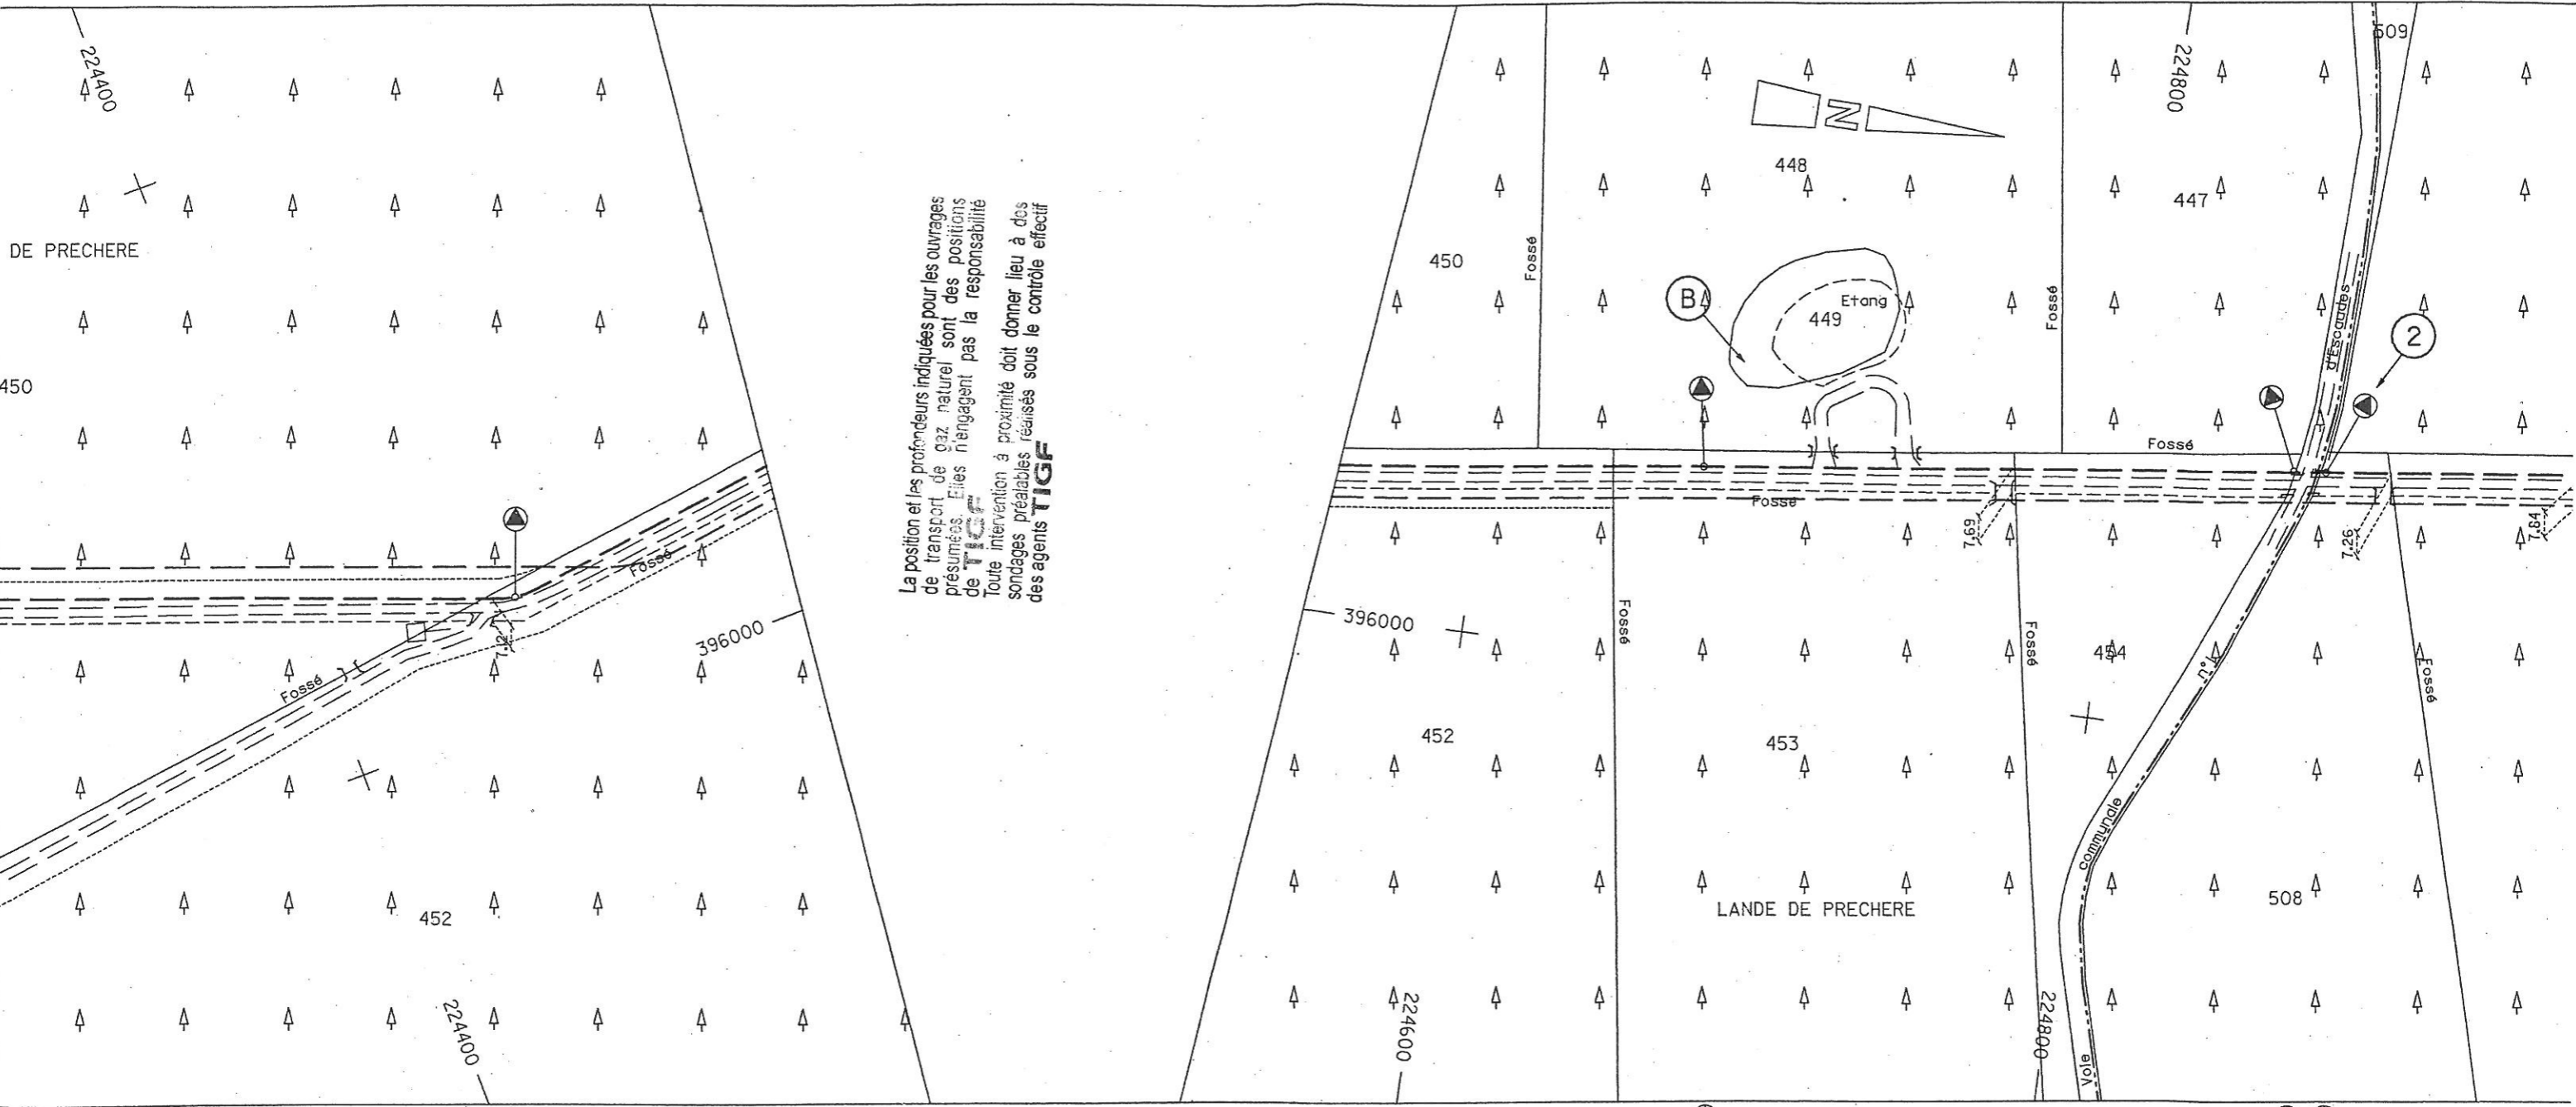 224400
DE PRECHERE
450
Fossé
7.12
Fossé
396000
452
224400
La position et les profondeurs indiquées pour les ouvrages
de transport de gaz naturel sont des positions
présumées. Elles n'engagent pas la responsabilité
de TIGF
Toute intervention à proximité doit donner lieu à des
sondages préalables réalisés sous le contrôle effectif
des agents TIGF
N
224800
509
448
447
450
Fossé
B
Etang
449
Fossé
d'Escaudes
2
Fossé
Fossé
7.69
7.26
7.84
396000
Fossé
Fossé
454
n°1
Fossé
452
453
communale
LANDE DE PRECHERE
508
224600
224800
Voie